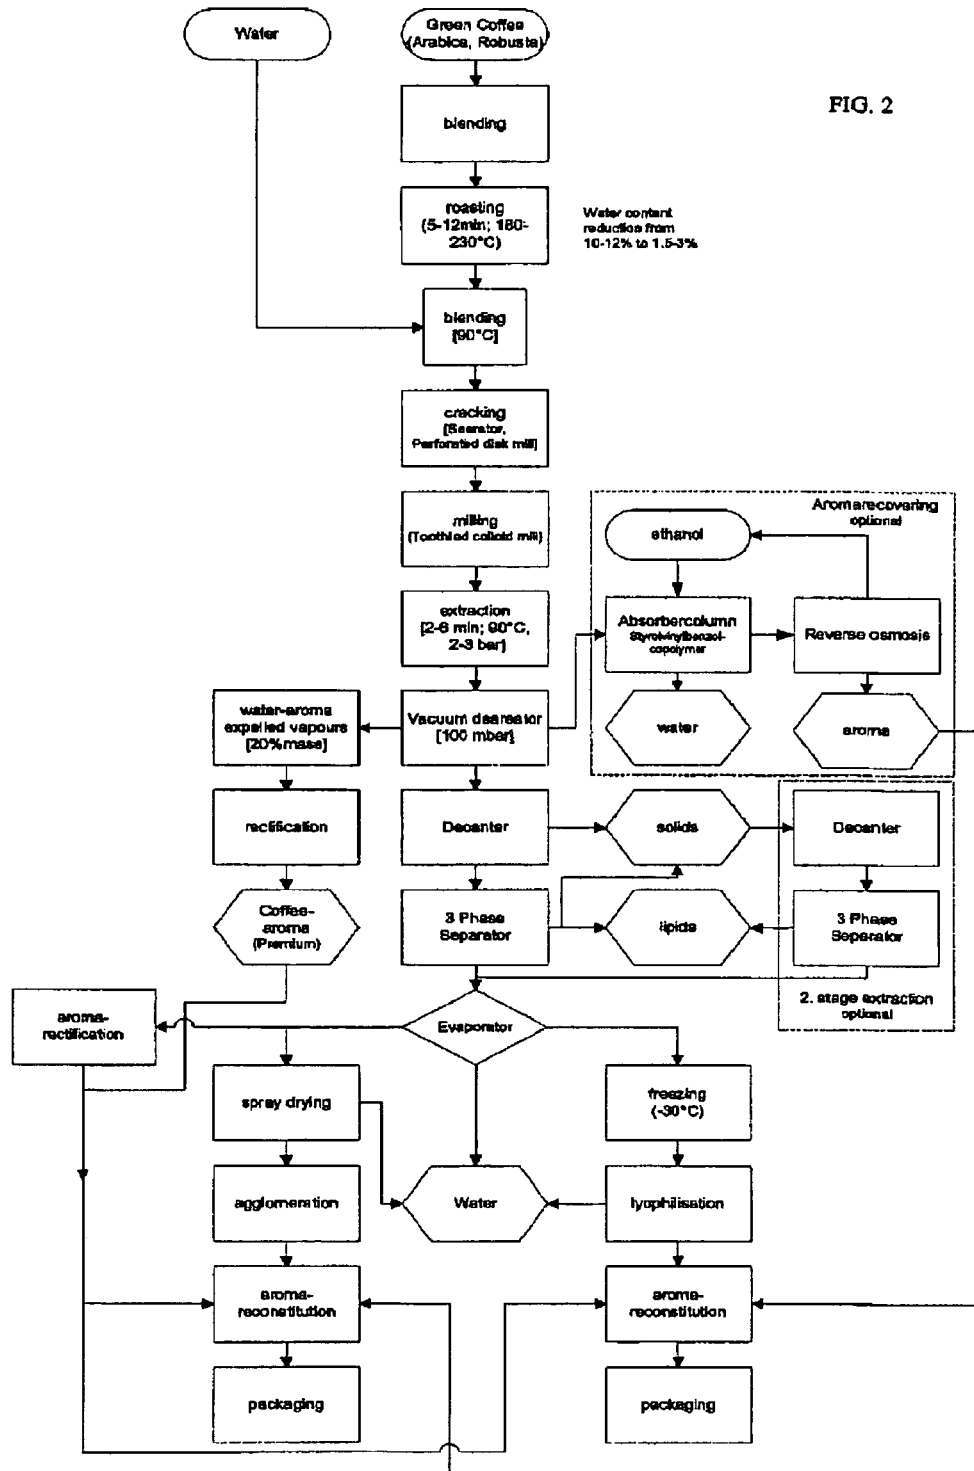 Water
Green Coffee
(Arabica, Robusta)
FIG. 2
blending
roasting
(5-12min; 180-
230°C)
Water content
reduction from
10-12% to 1.5-3%
blending
[90°C]
cracking
Perforated disk mill]
milling
(Toothled colloid mill)
Aromarecovering
optional
ethanol
extraction
[2-6 min; 90°C,
2-3 bar]
Absorbercolumn
Styrolvinylbenzol-
copolymer
Reverse osmosis
water-aroma
expelled vapours
[20%mass]
Vacuum deareator
[100 mbar]
water
aroma
rectification
Decanter
solids
Decanter
Coffee-
aroma
(Premium)
3 Phase
Separator
lipids
3 Phase
Separator
2. stage extraction
optional
aroma-
rectification
Evaporator
spray drying
freezing
(-30°C)
agglomeration
Water
lyophilisation
aroma-
reconstitution
aroma-
reconstitution
packaging
packaging